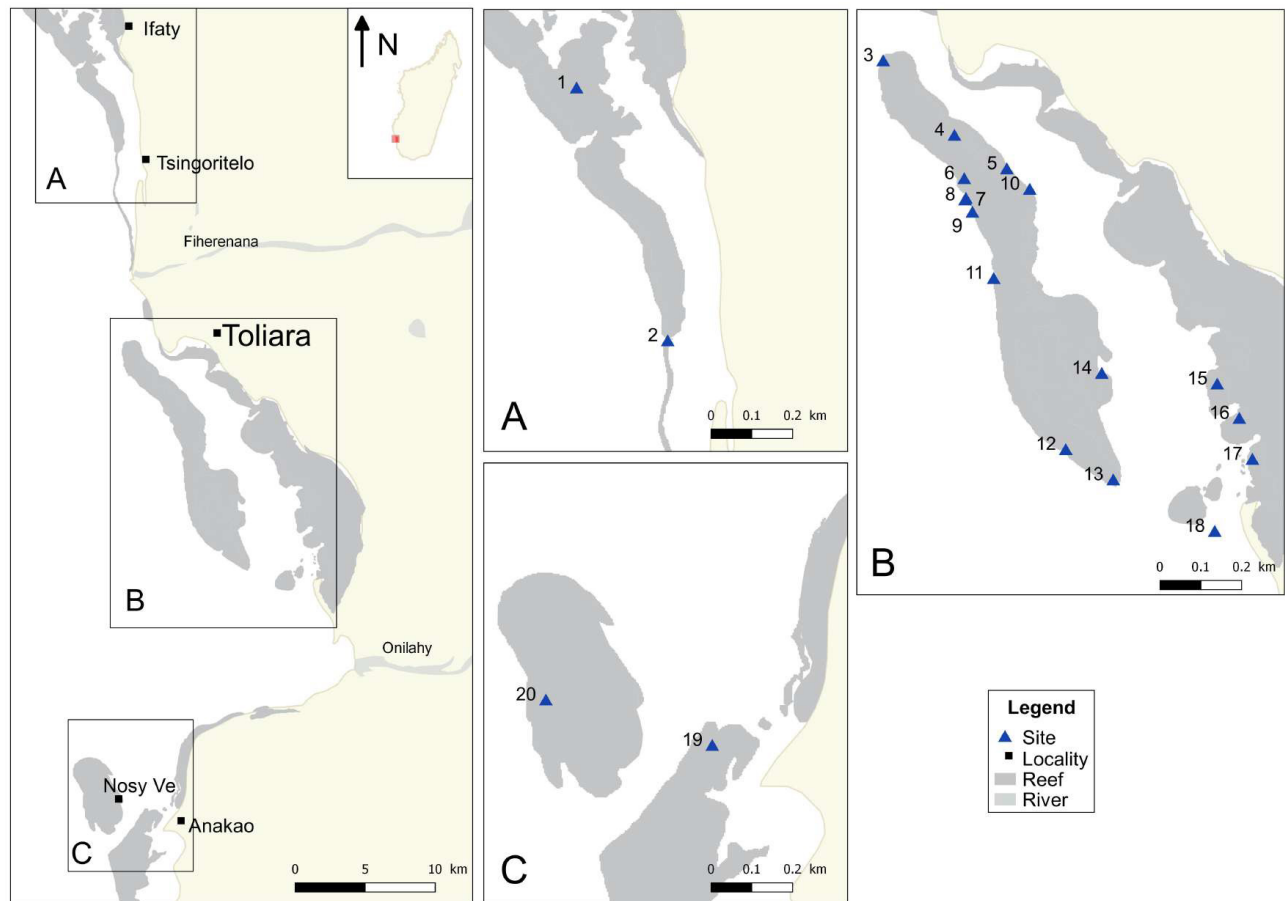 Ifaty
N
A
Tsingoritelo
Fiherenana
Toliara
B
Onilahy
Nosy Ve
Anakao
C
0 5 10 km
1
2
0 0.1 0.2 km
A
20
19
0 0.1 0.2 km
C
3
4
5
6
10
8 7
9
11
14
15
16
12
17
13
18
0 0.1 0.2 km
B
Legend
Site
Locality
Reef
River